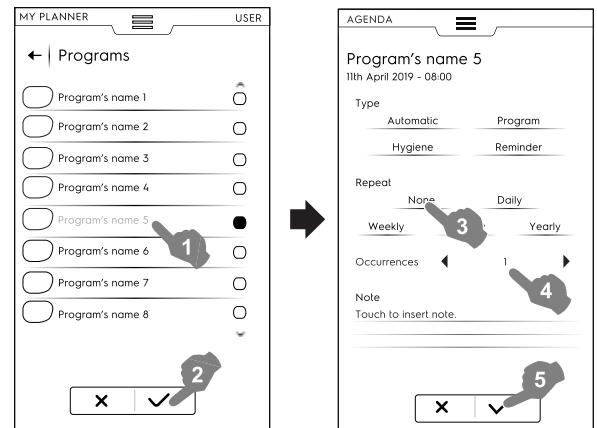 MY PLANNER USER
Programs
Program's name 1
Program's name 2
Program's name 3
Program's name 4
Program's name 5
Program's name 6
Program's name 7
Program's name 8
1
2
AGENDA
Program's name 5
11th April 2019 - 08:00
Type
Automatic Program
Hygiene Reminder
Repeat
None Daily
Weekly Yearly
3
Occurrences 1
4
Note
Touch to insert note.
5